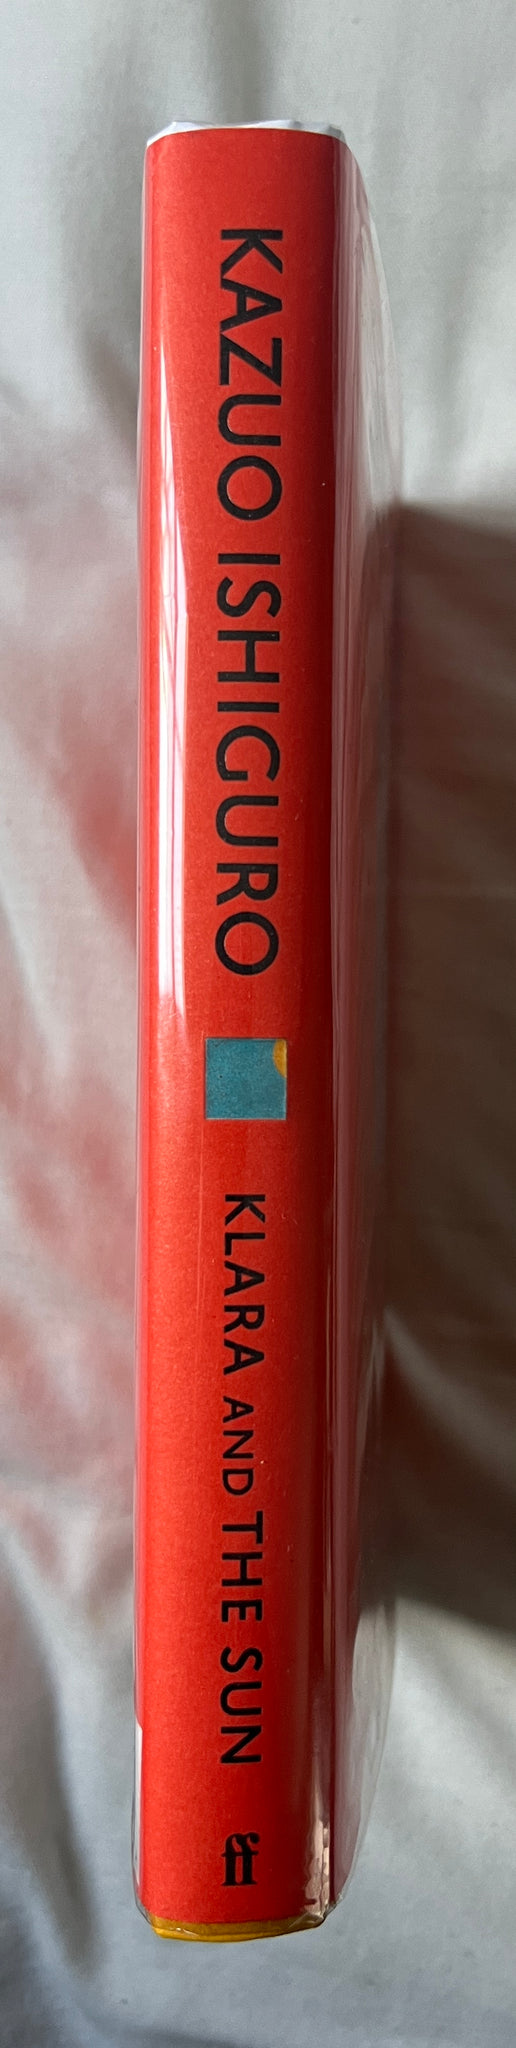 KAZUO ISHIGURO
KLARA AND THE SUN
ff